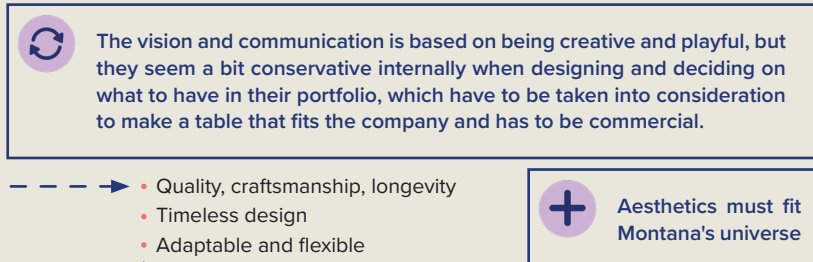 The vision and communication is based on being creative and playful, but
they seem a bit conservative internally when designing and deciding on
what to have in their portfolio, which have to be taken into consideration
to make a table that fits the company and has to be commercial.
• Quality, craftsmanship, longevity
• Timeless design
• Adaptable and flexible
Aesthetics must fit
Montana's universe